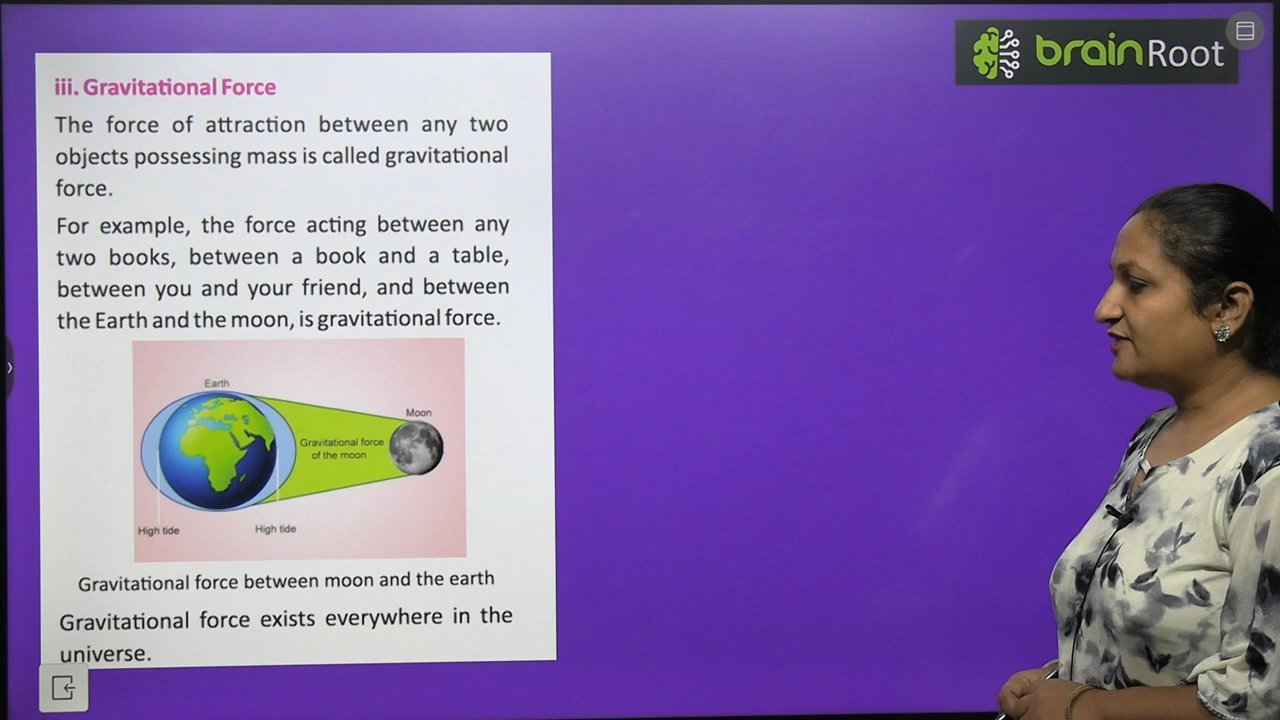 brainRoot
iii. Gravitational Force
The force of attraction between any two
objects possessing mass is called gravitational
force.
For example, the force acting between any
two books, between a book and a table,
between you and your friend, and between
the Earth and the moon, is gravitational force.
Earth
Moon
Gravitational force
of the moon
High tide
High tide
Gravitational force between moon and the earth
Gravitational force exists everywhere in the
universe.